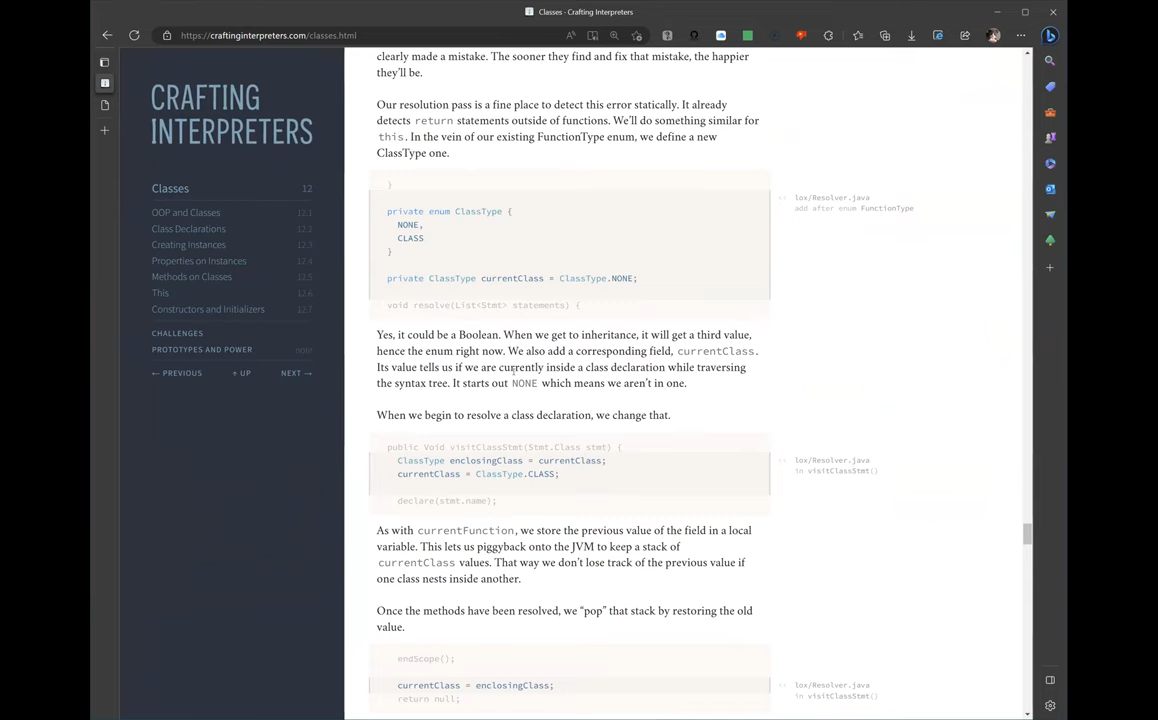 Classes · Crafting Interpreters
https://craftinginterpreters.com/classes.html
CRAFTING
INTERPRETERS
Classes 12
OOP and Classes 12.1
Class Declarations 12.2
Creating Instances 12.3
Properties on Instances 12.4
Methods on Classes 12.5
This 12.6
Constructors and Initializers 12.7
CHALLENGES
PROTOTYPES AND POWER note
← PREVIOUS ↑ UP NEXT →
clearly made a mistake. The sooner they find and fix that mistake, the happier
they’ll be.
Our resolution pass is a fine place to detect this error statically. It already
detects return statements outside of functions. We’ll do something similar for
this. In the vein of our existing FunctionType enum, we define a new
ClassType one.
}
private enum ClassType {
NONE,
CLASS
}
private ClassType currentClass = ClassType.NONE;
void resolve(List<Stmt> statements) {
lox/Resolver.java
add after enum FunctionType
Yes, it could be a Boolean. When we get to inheritance, it will get a third value,
hence the enum right now. We also add a corresponding field, currentClass.
Its value tells us if we are currently inside a class declaration while traversing
the syntax tree. It starts out NONE which means we aren’t in one.
When we begin to resolve a class declaration, we change that.
public Void visitClassStmt(Stmt.Class stmt) {
ClassType enclosingClass = currentClass;
currentClass = ClassType.CLASS;
declare(stmt.name);
lox/Resolver.java
in visitClassStmt()
As with currentFunction, we store the previous value of the field in a local
variable. This lets us piggyback onto the JVM to keep a stack of
currentClass values. That way we don’t lose track of the previous value if
one class nests inside another.
Once the methods have been resolved, we “pop” that stack by restoring the old
value.
endScope();
currentClass = enclosingClass;
return null;
lox/Resolver.java
in visitClassStmt()